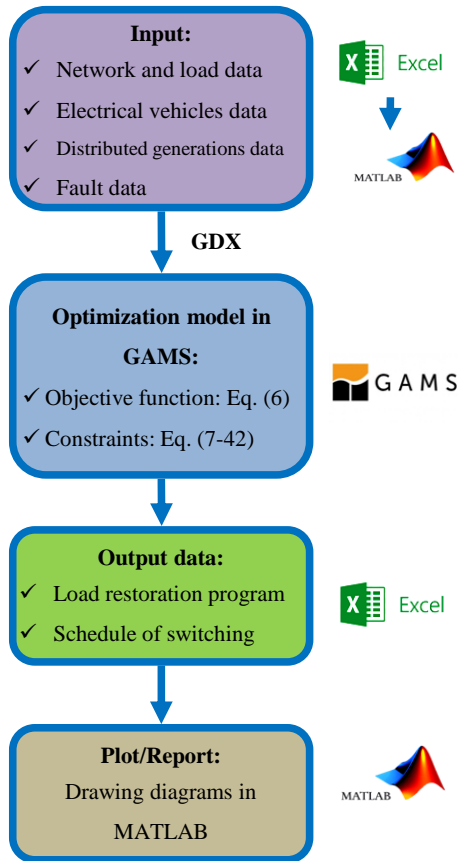 Input:
✓ Network and load data
✓ Electrical vehicles data
✓ Distributed generations data
✓ Fault data
X Excel
MATLAB
GDX
Optimization model in
GAMS:
✓ Objective function: Eq. (6)
✓ Constraints: Eq. (7-42)
GAMS
Output data:
✓ Load restoration program
✓ Schedule of switching
X Excel
Plot/Report:
Drawing diagrams in
MATLAB
MATLAB